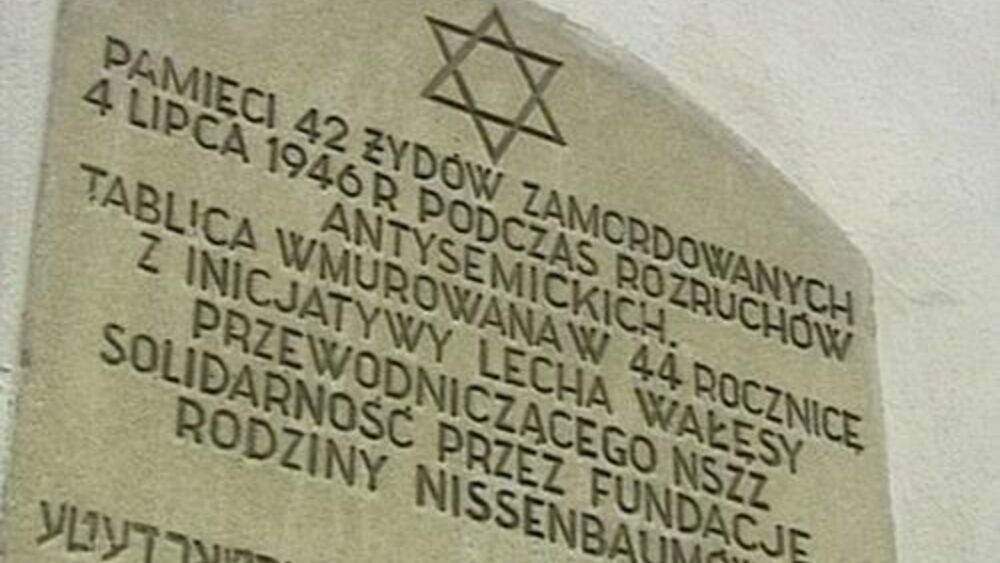 PAMIĘCI 42 ŻYDÓW ZAMORDOWANYCH
4 LIPCA 1946 R PODCZAS ROZRUCHÓW
ANTYSEMICKICH.
TABLICA WMUROWANA W 44 ROCZNICĘ
Z INICJATYWY LECHA WAŁĘSY
PRZEWODNICZĄCEGO NSZZ
SOLIDARNOŚĆ PRZEZ FUNDACJĘ
RODZINY